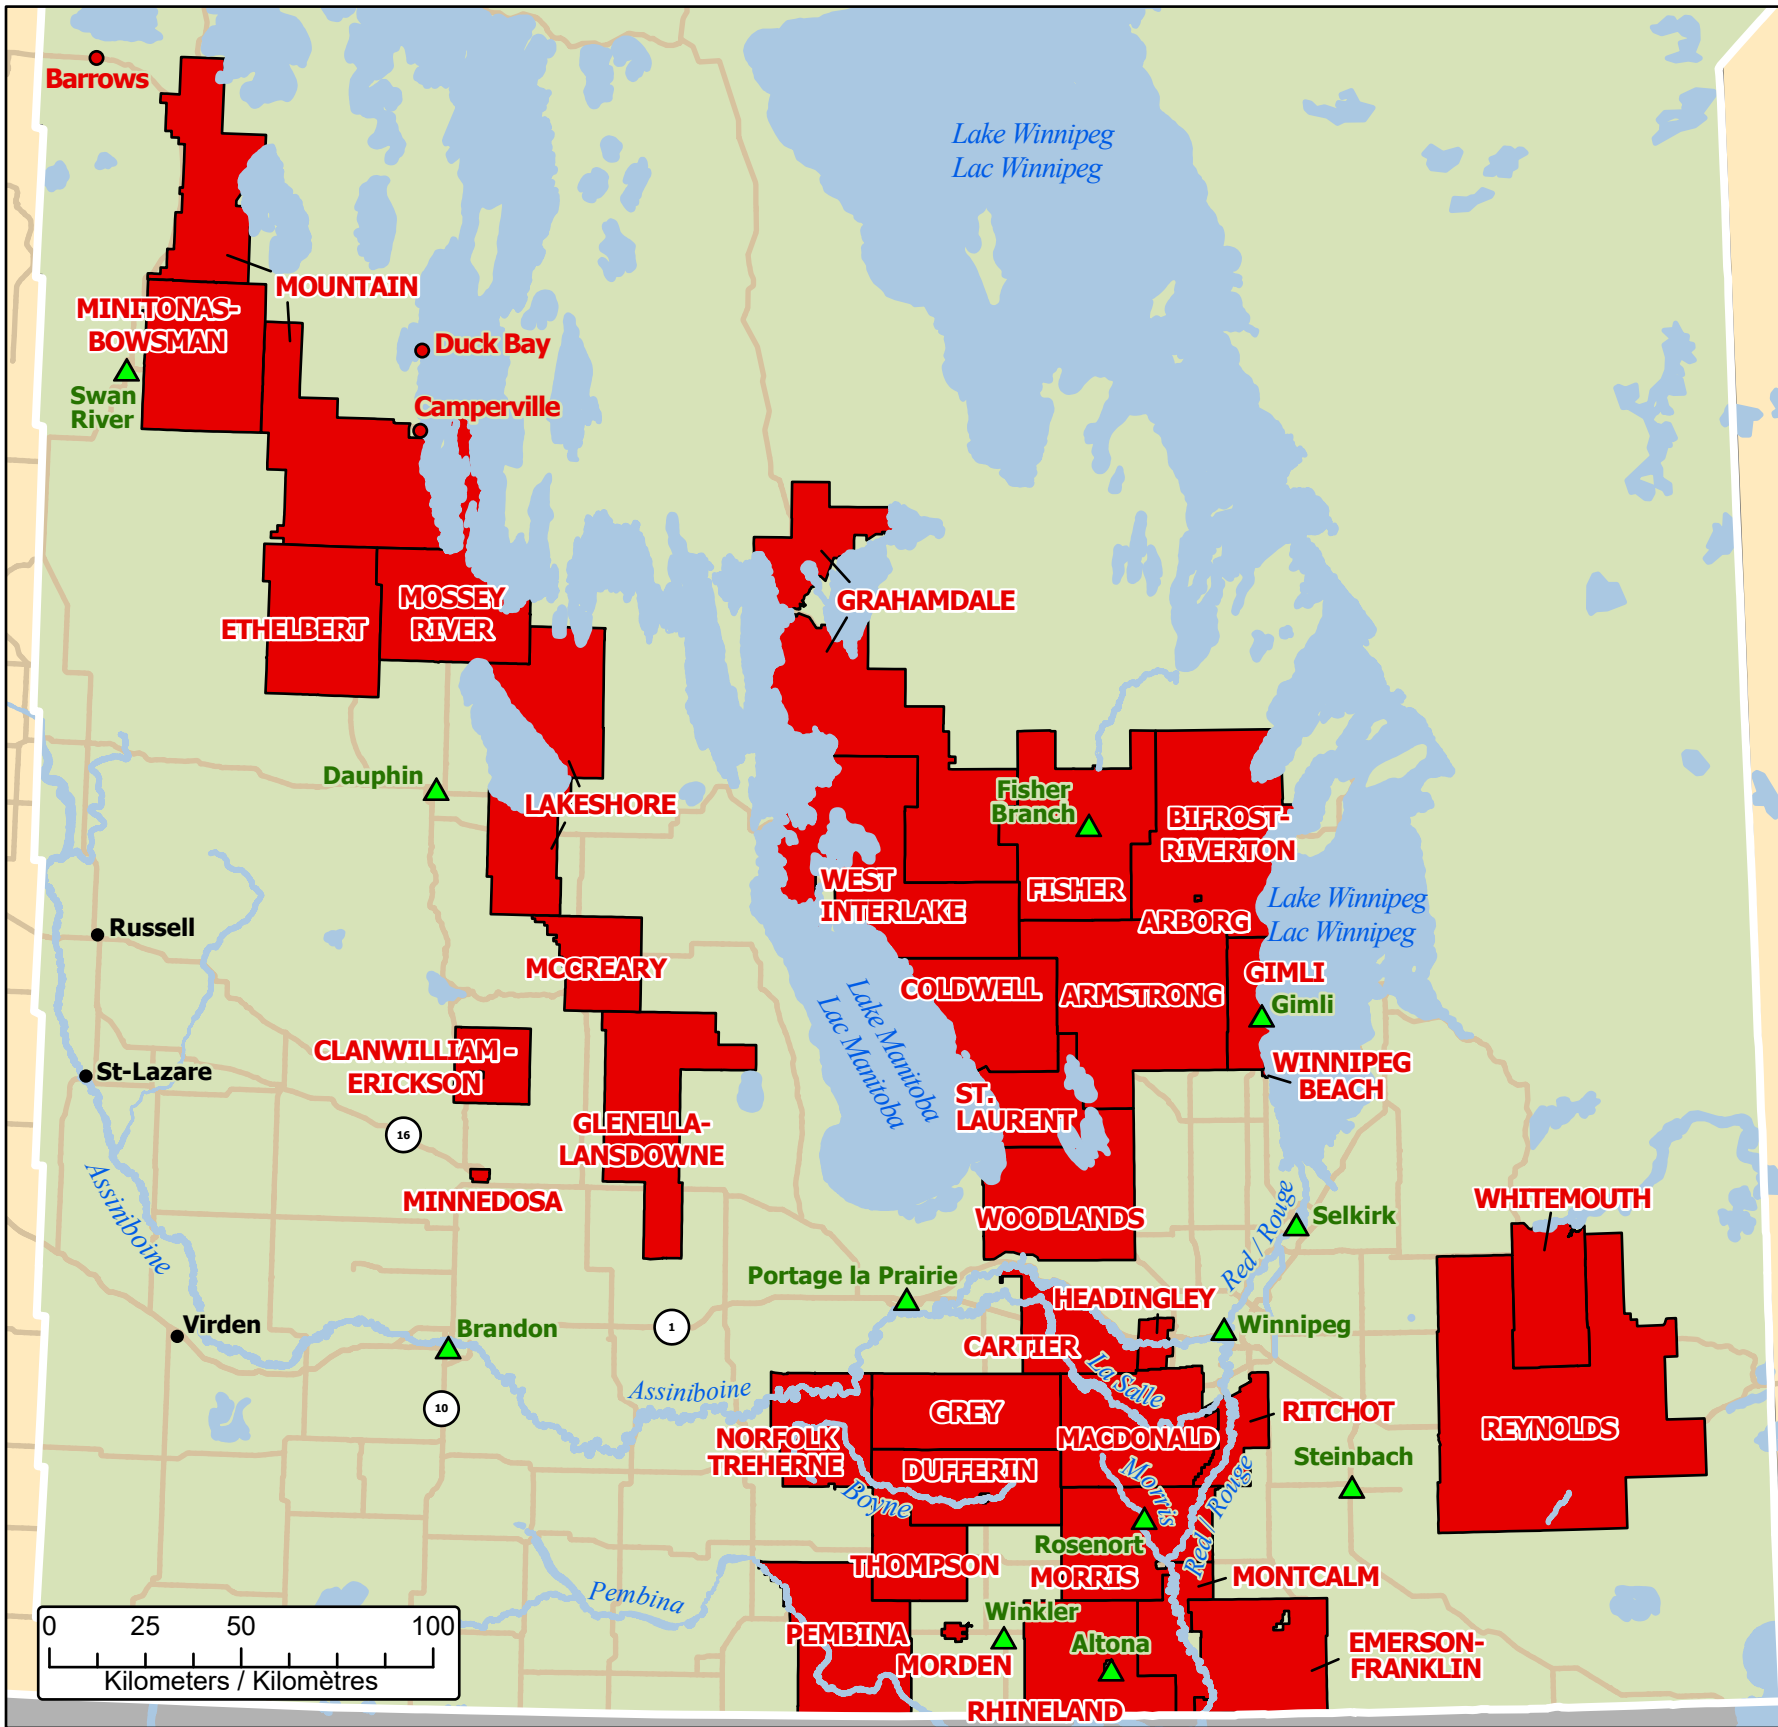 Barrows
Lake Winnipeg
Lac Winnipeg
MOUNTAIN
MINITONAS-
BOWSMAN
Duck Bay
Swan
River
Camperville
GRAHAMDALE
MOSSEY
RIVER
ETHELBERT
Dauphin
LAKESHORE
Fisher
Branch
BIFROST-
RIVERTON
WEST
INTERLAKE
FISHER
ARBORG
Lake Winnipeg
Lac Winnipeg
Russell
MCCREARY
COLDWELL
ARMSTRONG
GIMLI
Gimli
Lake Manitoba
Lac Manitoba
CLANWILLIAM -
ERICKSON
St-Lazare
WINNIPEG
BEACH
ST.
LAURENT
GLENELLA-
LANSDOWNE
16
MINNEDOSA
Assiniboine
WOODLANDS
Red / Rouge
Selkirk
WHITEMOUTH
Portage la Prairie
HEADINGLEY
Virden
Brandon
1
CARTIER
Winnipeg
La Salle
Assiniboine
10
GREY
RITCHOT
REYNOLDS
NORFOLK
TREHERNE
MACDONALD
DUFFERIN
Steinbach
Boyne
Morris
Red / Rouge
Rosenort
THOMPSON
MORRIS
MONTCALM
Pembina
Winkler
PEMBINA
MORDEN
Altona
EMERSON-
FRANKLIN
RHINELAND
0 25 50 100
Kilometers / Kilomètres